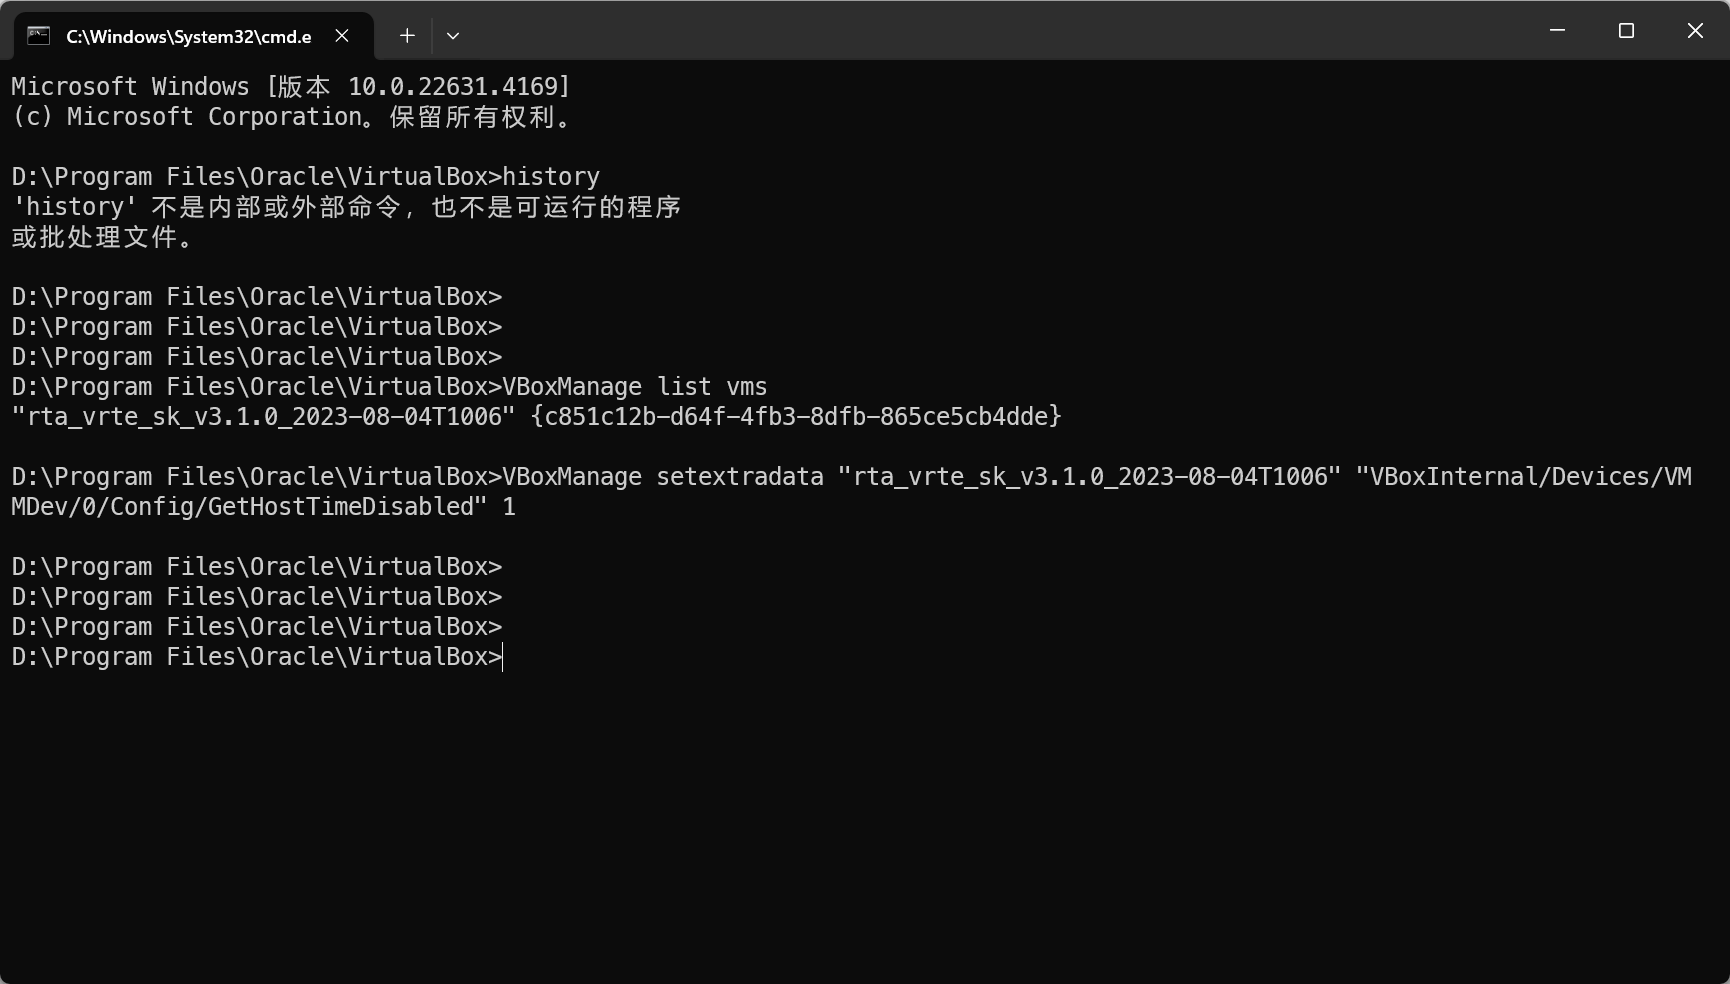 C:\Windows\System32\cmd.e
Microsoft Windows [版本 10.0.22631.4169]
(c) Microsoft Corporation。保留所有权利。
D:\Program Files\Oracle\VirtualBox>history
'history' 不是内部或外部命令，也不是可运行的程序
或批处理文件。
D:\Program Files\Oracle\VirtualBox>
D:\Program Files\Oracle\VirtualBox>
D:\Program Files\Oracle\VirtualBox>
D:\Program Files\Oracle\VirtualBox>VBoxManage list vms
"rta_vrte_sk_v3.1.0_2023-08-04T1006" {c851c12b-d64f-4fb3-8dfb-865ce5cb4dde}
D:\Program Files\Oracle\VirtualBox>VBoxManage setextradata "rta_vrte_sk_v3.1.0_2023-08-04T1006" "VBoxInternal/Devices/VM
MDev/0/Config/GetHostTimeDisabled" 1
D:\Program Files\Oracle\VirtualBox>
D:\Program Files\Oracle\VirtualBox>
D:\Program Files\Oracle\VirtualBox>
D:\Program Files\Oracle\VirtualBox>